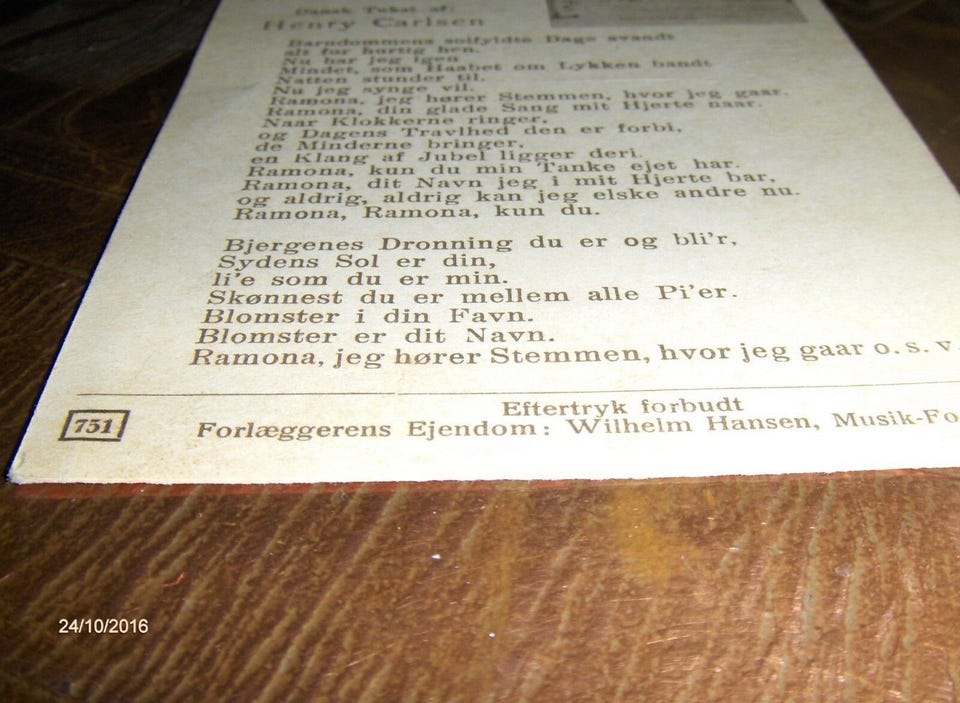 Dansk Tekst af:
Henry Carlsen
Barndommens solfyldte Dage svandt
alt for hurtig hen.
Nu har jeg igen
Mindet, som Haabet om Lykken bandt
Natten stunder til.
Nu jeg synge vil.
Ramona, jeg hører Stemmen, hvor jeg gaar.
Ramona, din glade Sang mit Hjerte naar.
Naar Klokkerne ringer,
og Dagens Travlhed den er forbi,
de Minderne bringer,
en Klang af Jubel ligger deri.
Ramona, kun du min Tanke ejet har.
Ramona, dit Navn jeg i mit Hjerte bar,
og aldrig, aldrig kan jeg elske andre nu.
Ramona, Ramona, kun du.
Bjergenes Dronning du er og bli'r,
Sydens Sol er din,
li'e som du er min.
Skønnest du er mellem alle Pi'er.
Blomster i din Favn.
Blomster er dit Navn.
Ramona, jeg hører Stemmen, hvor jeg gaar o. s. v.
Eftertryk forbudt
751
Forlæggerens Ejendom: Wilhelm Hansen, Musik-Fo
24/10/2016